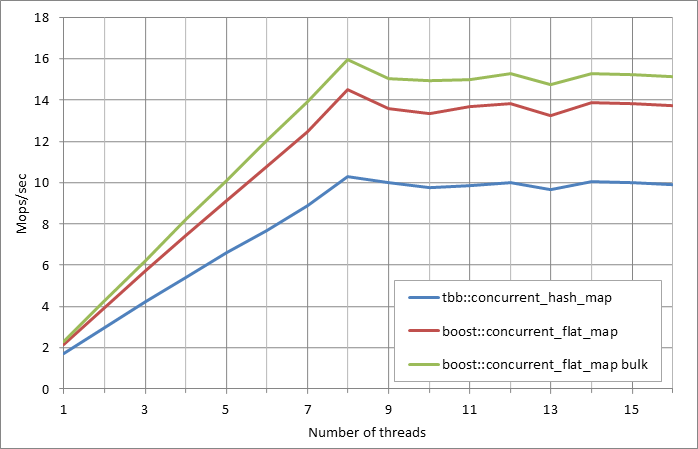 18
16
14
12
10
8
6
4
2
0
Mops/sec
tbb::concurrent_hash_map
boost::concurrent_flat_map
boost::concurrent_flat_map bulk
1 3 5 7 9 11 13 15
Number of threads